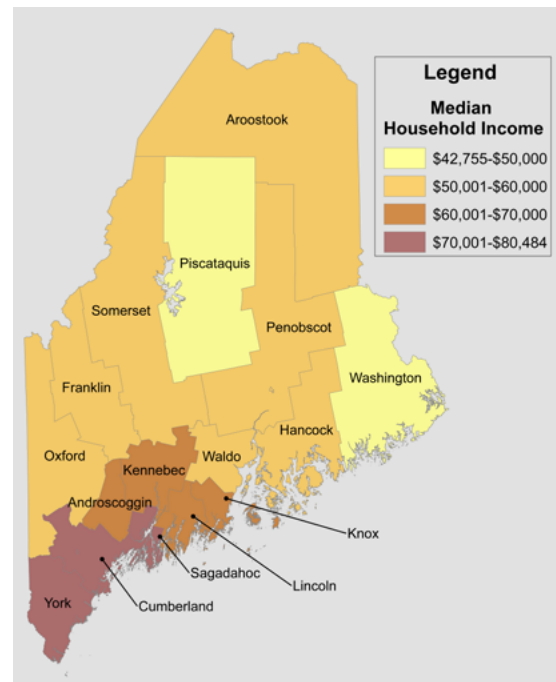 Legend
Median
Household Income
$42,755-$50,000
$50,001-$60,000
$60,001-$70,000
$70,001-$80,484
Aroostook
Piscataquis
Somerset
Penobscot
Washington
Franklin
Hancock
Oxford
Waldo
Kennebec
Androscoggin
Knox
Sagadahoc
Lincoln
York
Cumberland